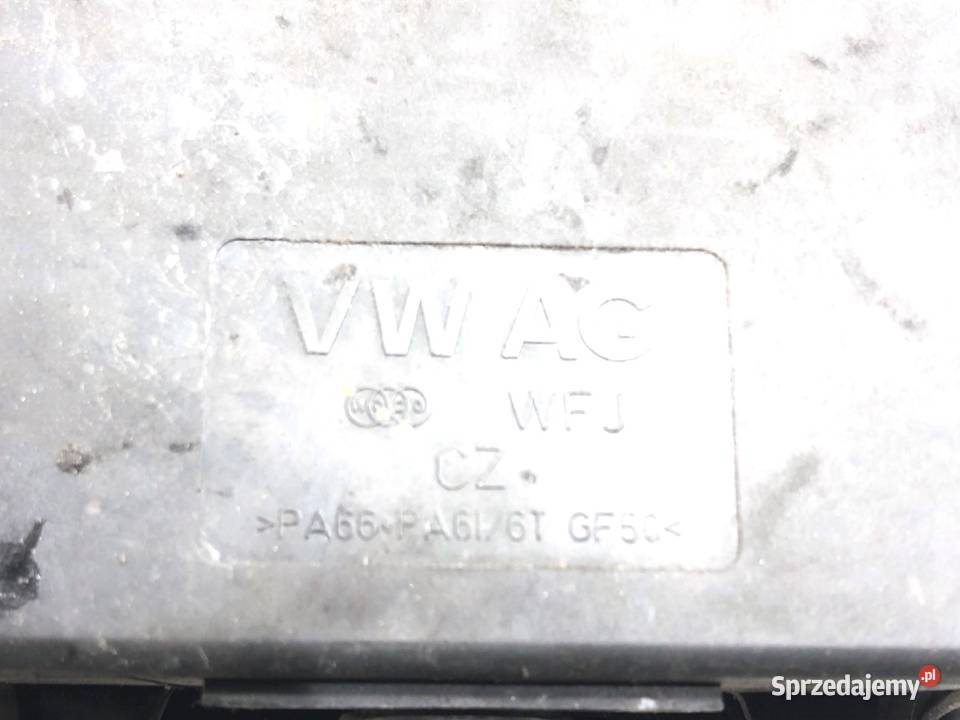 VW AG
WFJ
CZ
>PA66+PA6I/6T GF50<
Sprzedajemy.pl